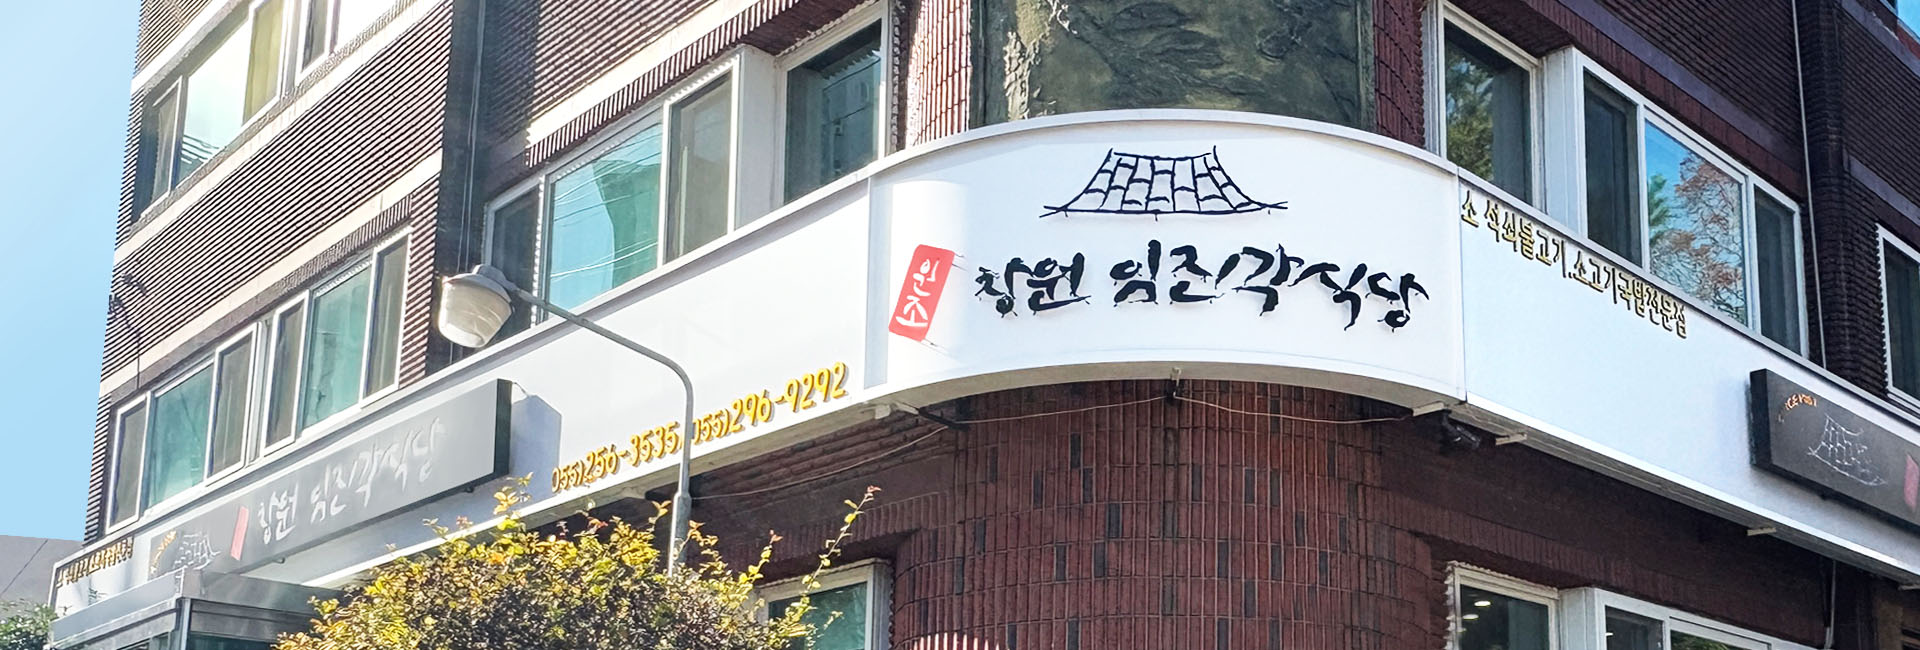 원조
창원 임진각식당
소 석쇠불고기.소고기국밥전문점
055)256-3535, 055)296-9292
창원 임진각식당
SINCE